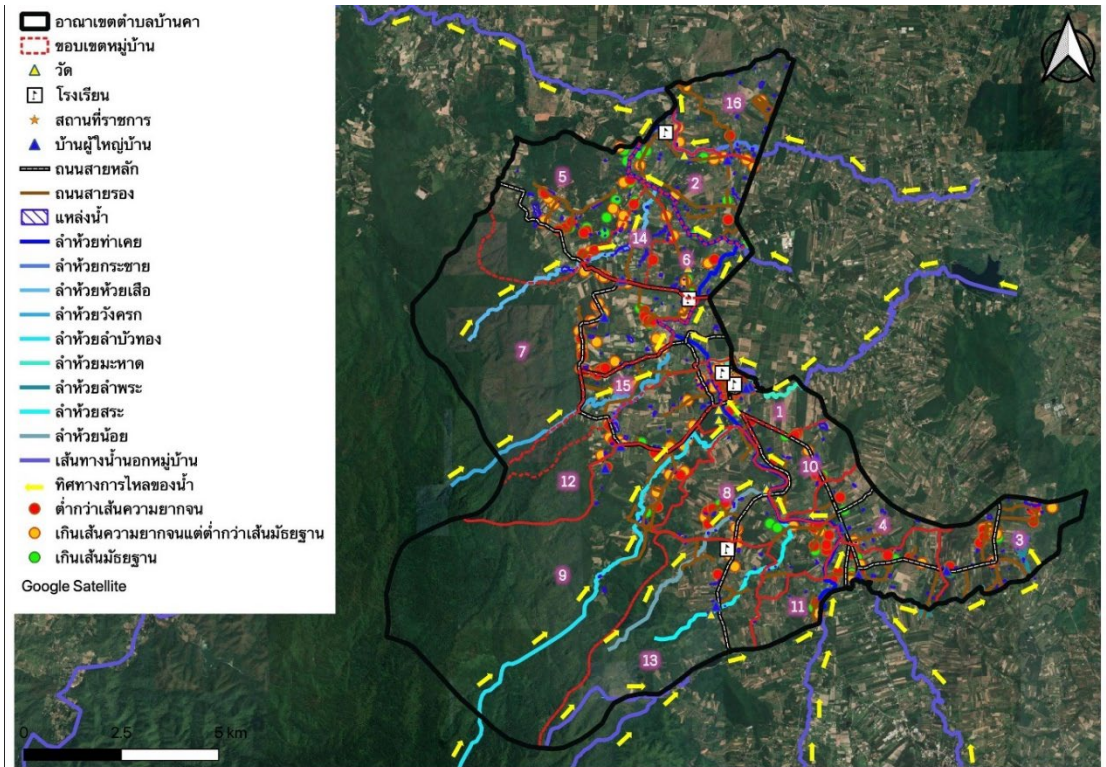 อาณาเขตตำบลบ้านคา
ขอบเขตหมู่บ้าน
วัด
โรงเรียน
สถานที่ราชการ
บ้านผู้ใหญ่บ้าน
ถนนสายหลัก
ถนนสายรอง
แหล่งน้ำ
ลำห้วยท่าเคย
ลำห้วยกระชาย
ลำห้วยห้วยเสือ
ลำห้วยวังครก
ลำห้วยลำบัวทอง
ลำห้วยมะหาด
ลำห้วยลำพระ
ลำห้วยสระ
ลำห้วยน้อย
เส้นทางน้ำนอกหมู่บ้าน
ทิศทางการไหลของน้ำ
ต่ำกว่าเส้นความยากจน
เกินเส้นความยากจนแต่ต่ำกว่าเส้นมัธยฐาน
เกินเส้นมัธยฐาน
Google Satellite
16
5
2
14
6
7
15
1
12
10
8
4
3
9
11
13
0 2.5 5 km